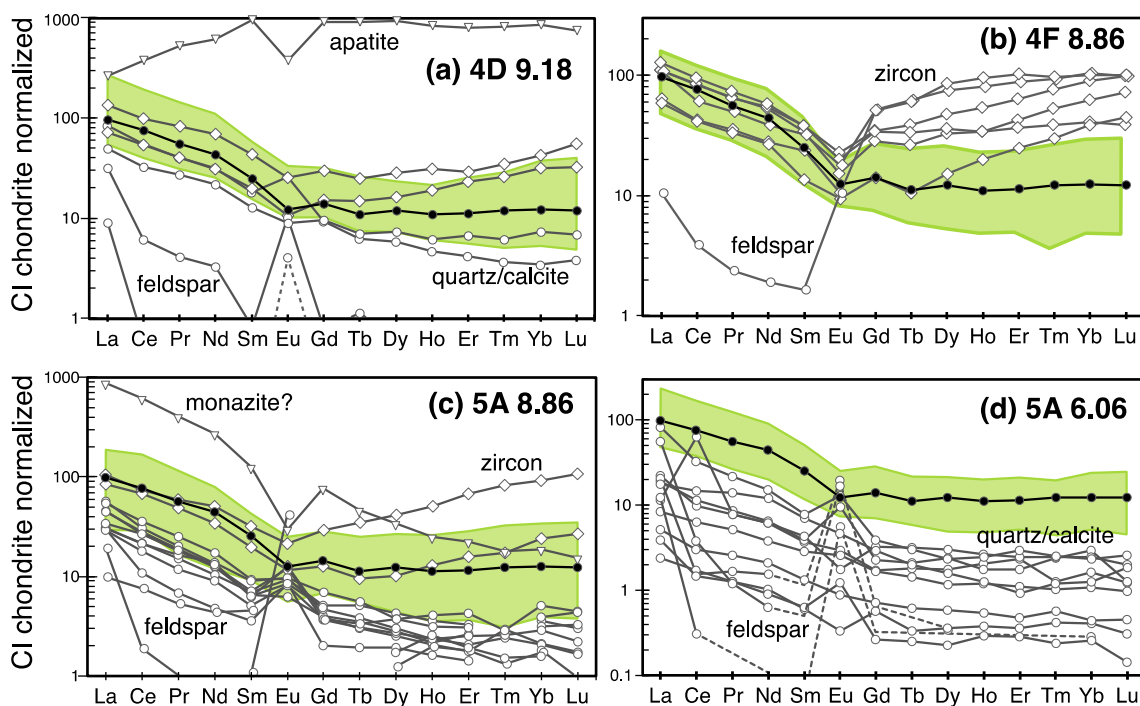 CI chondrite normalized
1000
100
10
1
apatite
(a) 4D 9.18
feldspar
quartz/calcite
La Ce Pr Nd Sm Eu Gd Tb Dy Ho Er Tm Yb Lu
100
10
1
(b) 4F 8.86
zircon
feldspar
La Ce Pr Nd Sm Eu Gd Tb Dy Ho Er Tm Yb Lu
CI chondrite normalized
1000
100
10
1
monazite?
(c) 5A 8.86
zircon
feldspar
La Ce Pr Nd Sm Eu Gd Tb Dy Ho Er Tm Yb Lu
100
10
1
0.1
(d) 5A 6.06
quartz/calcite
feldspar
La Ce Pr Nd Sm Eu Gd Tb Dy Ho Er Tm Yb Lu